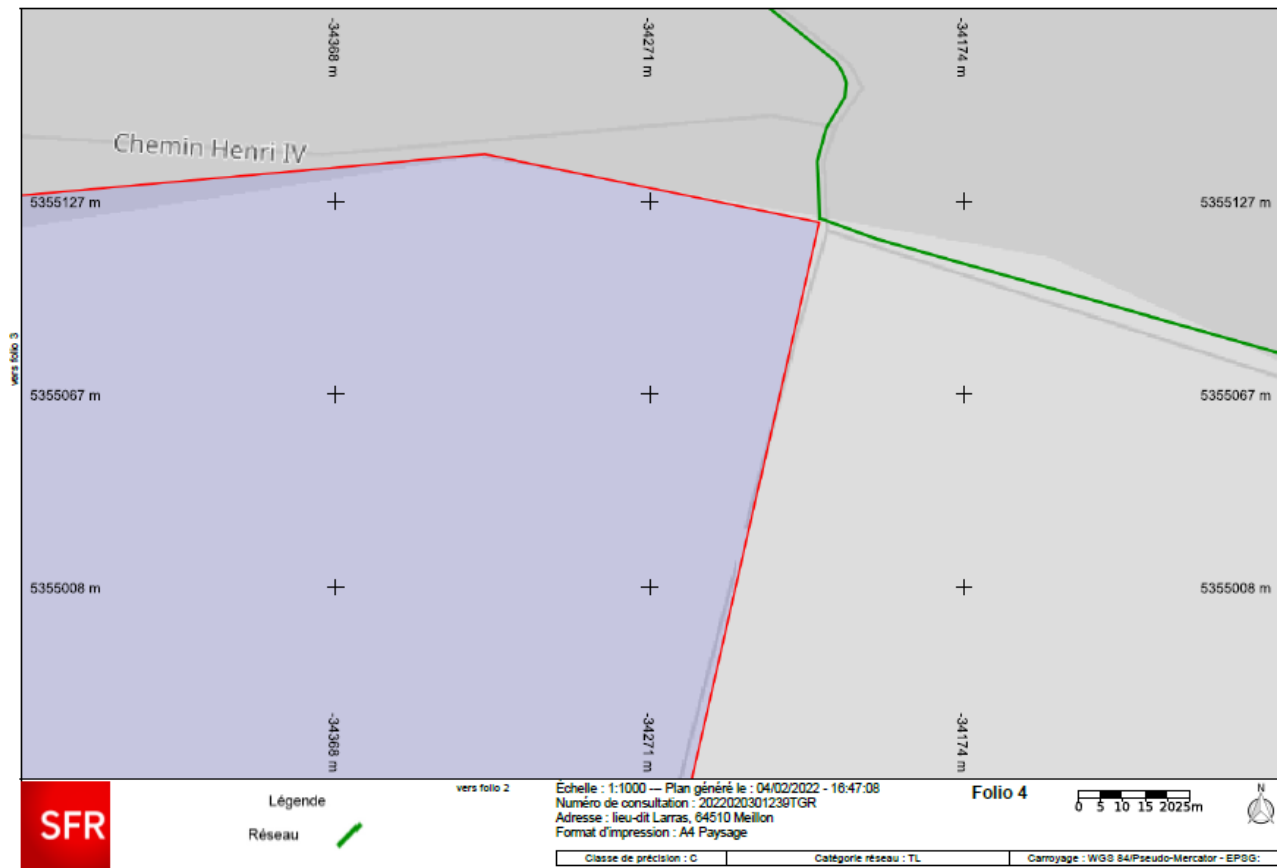 -34368 m
-34271 m
-34174 m
Chemin Henri IV
5355127 m
5355127 m
vers folio 3
5355067 m
5355067 m
5355008 m
5355008 m
-34368 m
-34271 m
-34174 m
SFR
Légende
Réseau
vers folio 2
Echelle : 1:1000 --- Plan généré le : 04/02/2022 - 16:47:08
Numéro de consultation : 2022020301239TGR
Adresse : lieu-dit Larras, 64510 Meillon
Format d'impression : A4 Paysage
Folio 4
0 5 10 15 20 25m
N
Classe de précision : C
Catégorie réseau : TL
Carroyage : WGS 84/Pseudo-Mercator - EPSG: